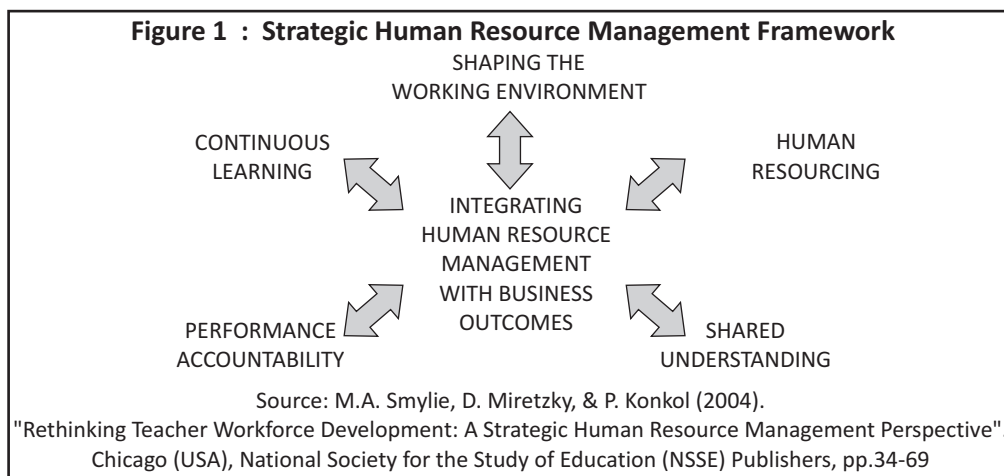 Figure 1 : Strategic Human Resource Management Framework
SHAPING THE
WORKING ENVIRONMENT
CONTINUOUS
LEARNING
HUMAN
RESOURCING
INTEGRATING
HUMAN RESOURCE
MANAGEMENT
WITH BUSINESS
OUTCOMES
PERFORMANCE
ACCOUNTABILITY
SHARED
UNDERSTANDING
Source: M.A. Smylie, D. Miretzky, & P. Konkol (2004).
"Rethinking Teacher Workforce Development: A Strategic Human Resource Management Perspective".
Chicago (USA), National Society for the Study of Education (NSSE) Publishers, pp.34-69